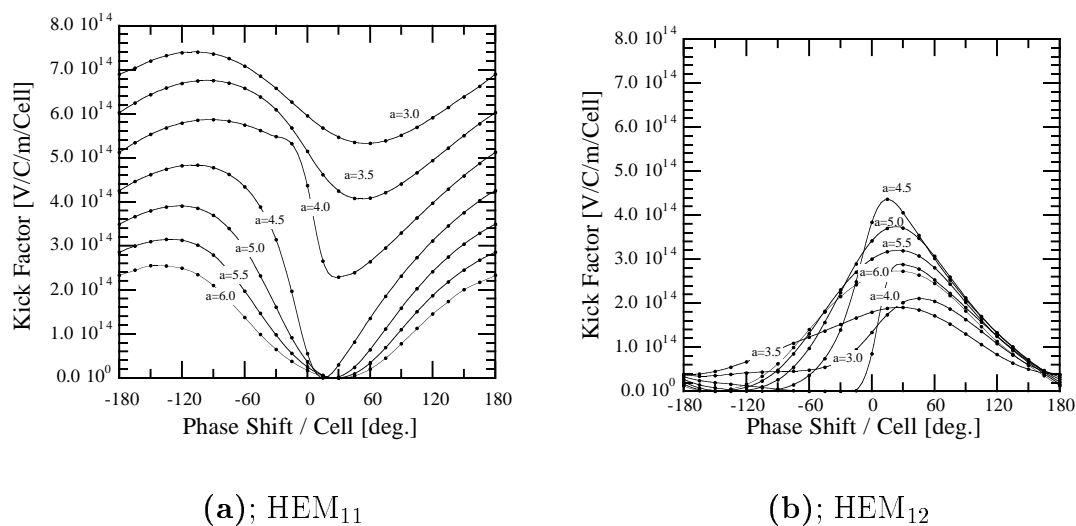 8.0 10^14
7.0 10^14
6.0 10^14
5.0 10^14
4.0 10^14
3.0 10^14
2.0 10^14
1.0 10^14
0.0 10^0
Kick Factor [V/C/m/Cell]
a=3.0
a=3.5
a=4.0
a=4.5
a=5.0
a=5.5
a=6.0
-180 -120 -60 0 60 120 180
Phase Shift / Cell [deg.]
(a); HEM_11
8.0 10^14
7.0 10^14
6.0 10^14
5.0 10^14
4.0 10^14
3.0 10^14
2.0 10^14
1.0 10^14
0.0 10^0
Kick Factor [V/C/m/Cell]
a=4.5
a=5.0
a=5.5
a=6.0
a=4.0
a=3.5
a=3.0
-180 -120 -60 0 60 120 180
Phase Shift / Cell [deg.]
(b); HEM_12